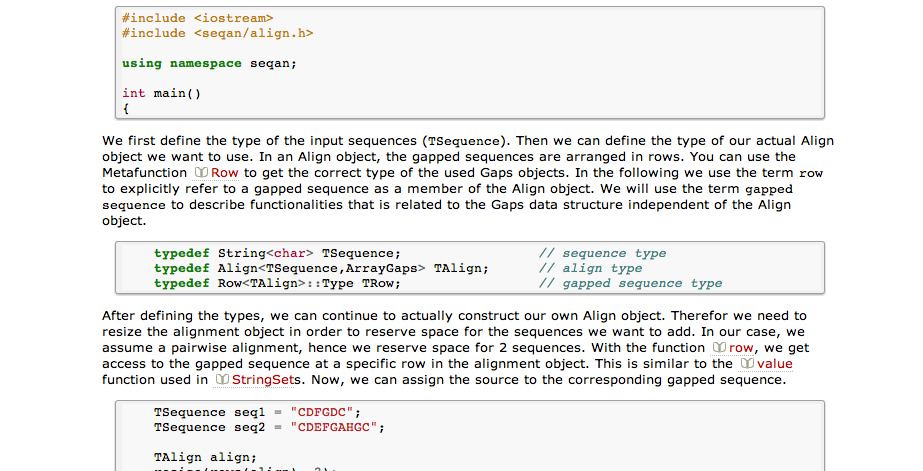 #include <iostream>
#include <seqan/align.h>
using namespace seqan;
int main()
{
We first define the type of the input sequences (TSequence). Then we can define the type of our actual Align
object we want to use. In an Align object, the gapped sequences are arranged in rows. You can use the
Metafunction Row to get the correct type of the used Gaps objects. In the following we use the term row
to explicitly refer to a gapped sequence as a member of the Align object. We will use the term gapped
sequence to describe functionalities that is related to the Gaps data structure independent of the Align
object.
typedef String<char> TSequence; // sequence type
typedef Align<TSequence,ArrayGaps> TAlign; // align type
typedef Row<TAlign>::Type TRow; // gapped sequence type
After defining the types, we can continue to actually construct our own Align object. Therefor we need to
resize the alignment object in order to reserve space for the sequences we want to add. In our case, we
assume a pairwise alignment, hence we reserve space for 2 sequences. With the function row, we get
access to the gapped sequence at a specific row in the alignment object. This is similar to the value
function used in StringSets. Now, we can assign the source to the corresponding gapped sequence.
TSequence seq1 = "CDFGDC";
TSequence seq2 = "CDEFGAHGC";
TAlign align;